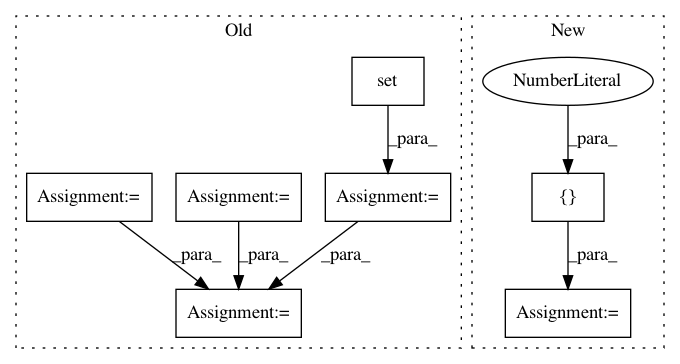 Old
New
set
NumberLiteral
_para_
_para_
Assignment:=
Assignment:=
Assignment:=
{}
_para_
_para_
_para_
_para_
Assignment:=
Assignment:=